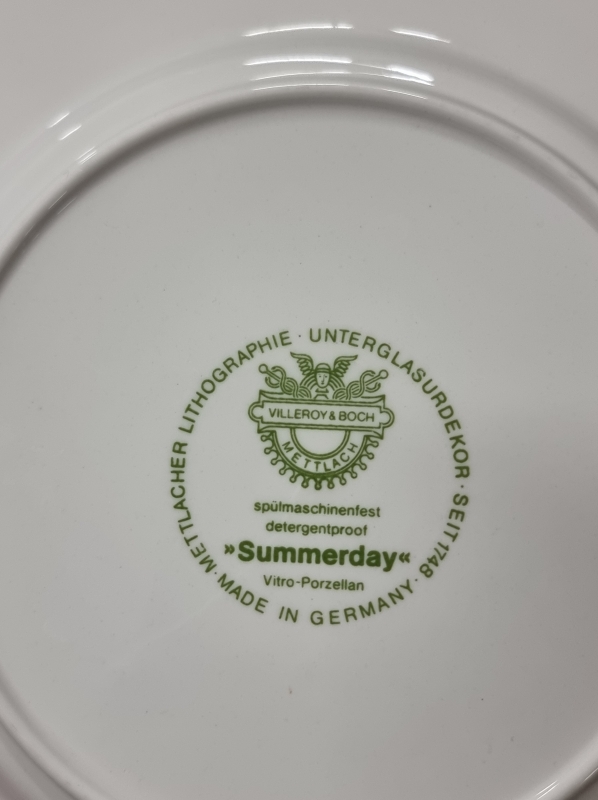 METTLACHER LITHOGRAPHIE · UNTERGLASURDEKOR · SEIT 1748 ·
VILLEROY & BOCH
METTLACH
spülmaschinenfest
detergentproof
»Summerday«
Vitro-Porzellan
MADE IN GERMANY ·